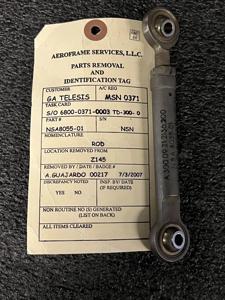 AEROFRAME SERVICES, L.L.C.
PARTS REMOVAL
AND
IDENTIFICATION TAG
CUSTOMER
A/C REG
GA TELESIS
MSN 0371
TASK CARD
S/O 6800-0371-0003 TD-300-0
NSA8055-01
NSN
NOMENCLATURE
ROD
LOCATION REMOVED FROM
Z145
REMOVED BY / DATE / BADGE #
A.GUAJARDO 00217 7/3/2007
DISCREPANCY NOTED
INSP. BY/ DATE
YES
NO
(IF REQUIRED)
NON ROUTINE NO (S) GENERATED
(LIST ON BACK)
ALL ITEMS CLEARED